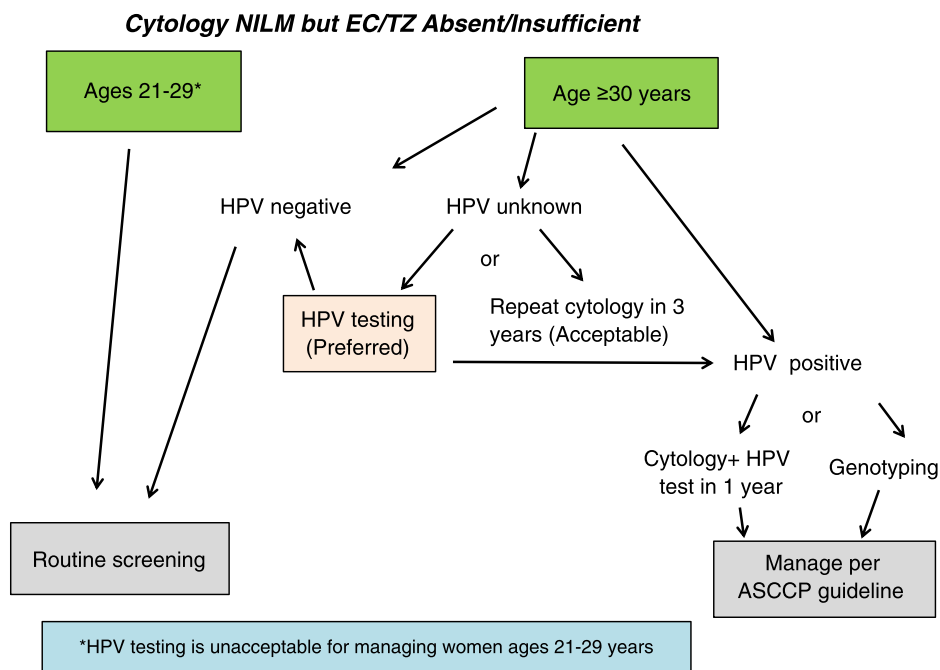 Cytology NILM but EC/TZ Absent/Insufficient
Ages 21-29*
Age ≥30 years
HPV negative
HPV unknown
or
HPV testing
(Preferred)
Repeat cytology in 3
years (Acceptable)
HPV positive
or
Cytology+ HPV
test in 1 year
Genotyping
Routine screening
Manage per
ASCCP guideline
*HPV testing is unacceptable for managing women ages 21-29 years